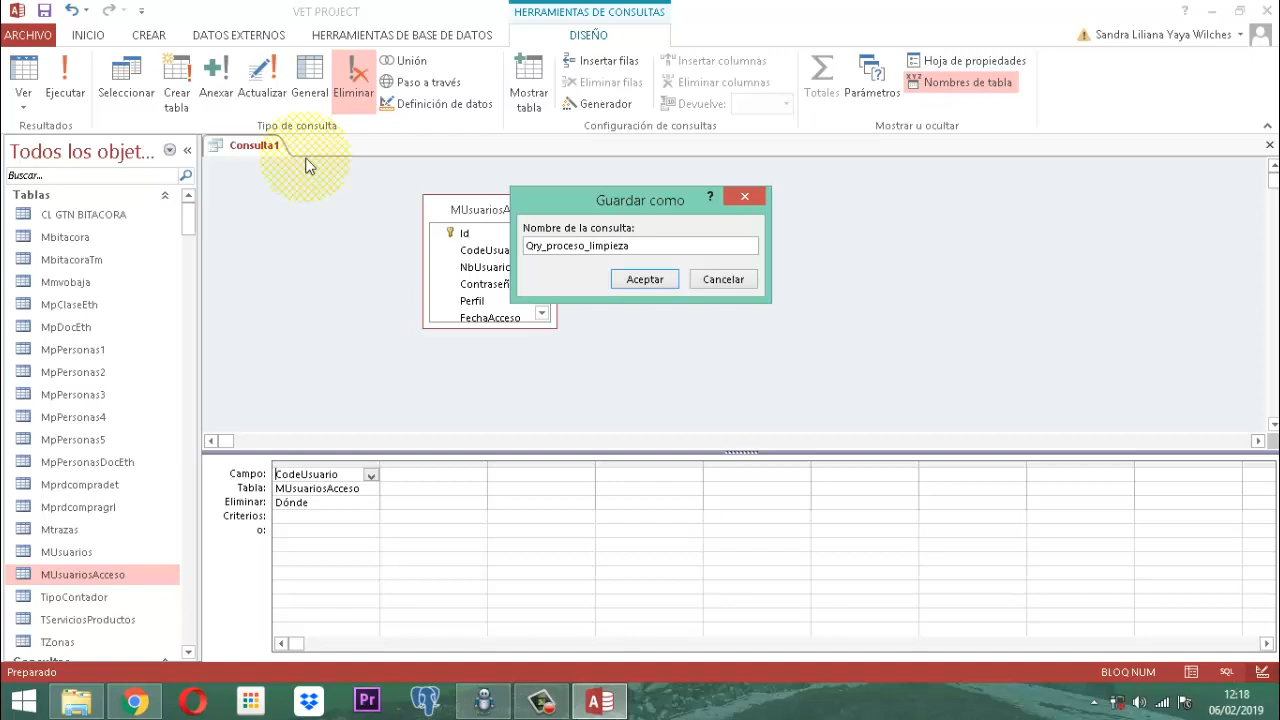 VET PROJECT
HERRAMIENTAS DE CONSULTAS
ARCHIVO
INICIO
CREAR
DATOS EXTERNOS
HERRAMIENTAS DE BASE DE DATOS
DISEÑO
Sandra Liliana Yaya Wilches
Ver
Ejecutar
Resultados
Seleccionar
Crear tabla
Anexar
Actualizar
General
Eliminar
Unión
Paso a través
Definición de datos
Tipo de consulta
Mostrar tabla
Insertar filas
Eliminar filas
Generador
Insertar columnas
Eliminar columnas
Devuelve:
Configuración de consultas
Totales
Parámetros
Hoja de propiedades
Nombres de tabla
Mostrar u ocultar
Todos los objet...
Buscar...
Tablas
CL GTN BITACORA
Mbitacora
MbitacoraTm
Mmvobaja
MpClaseEth
MpDocEth
MpPersonas1
MpPersonas2
MpPersonas3
MpPersonas4
MpPersonas5
MpPersonasDocEth
Mprdcompradet
Mprdcompragrl
Mtrazas
MUsuarios
MUsuariosAcceso
TipoContador
TServiciosProductos
TZonas
Consulta1
MUsuariosA
Id
CodeUsua
NbUsuario
Contraseñ
Perfil
FechaAcceso
Guardar como
?
Nombre de la consulta:
Qry_proceso_limpieza
Aceptar
Cancelar
Campo: CodeUsuario
Tabla: MUsuariosAcceso
Eliminar: Dónde
Criterios:
o:
Preparado
BLOQ NUM
SQL
12:18
06/02/2019